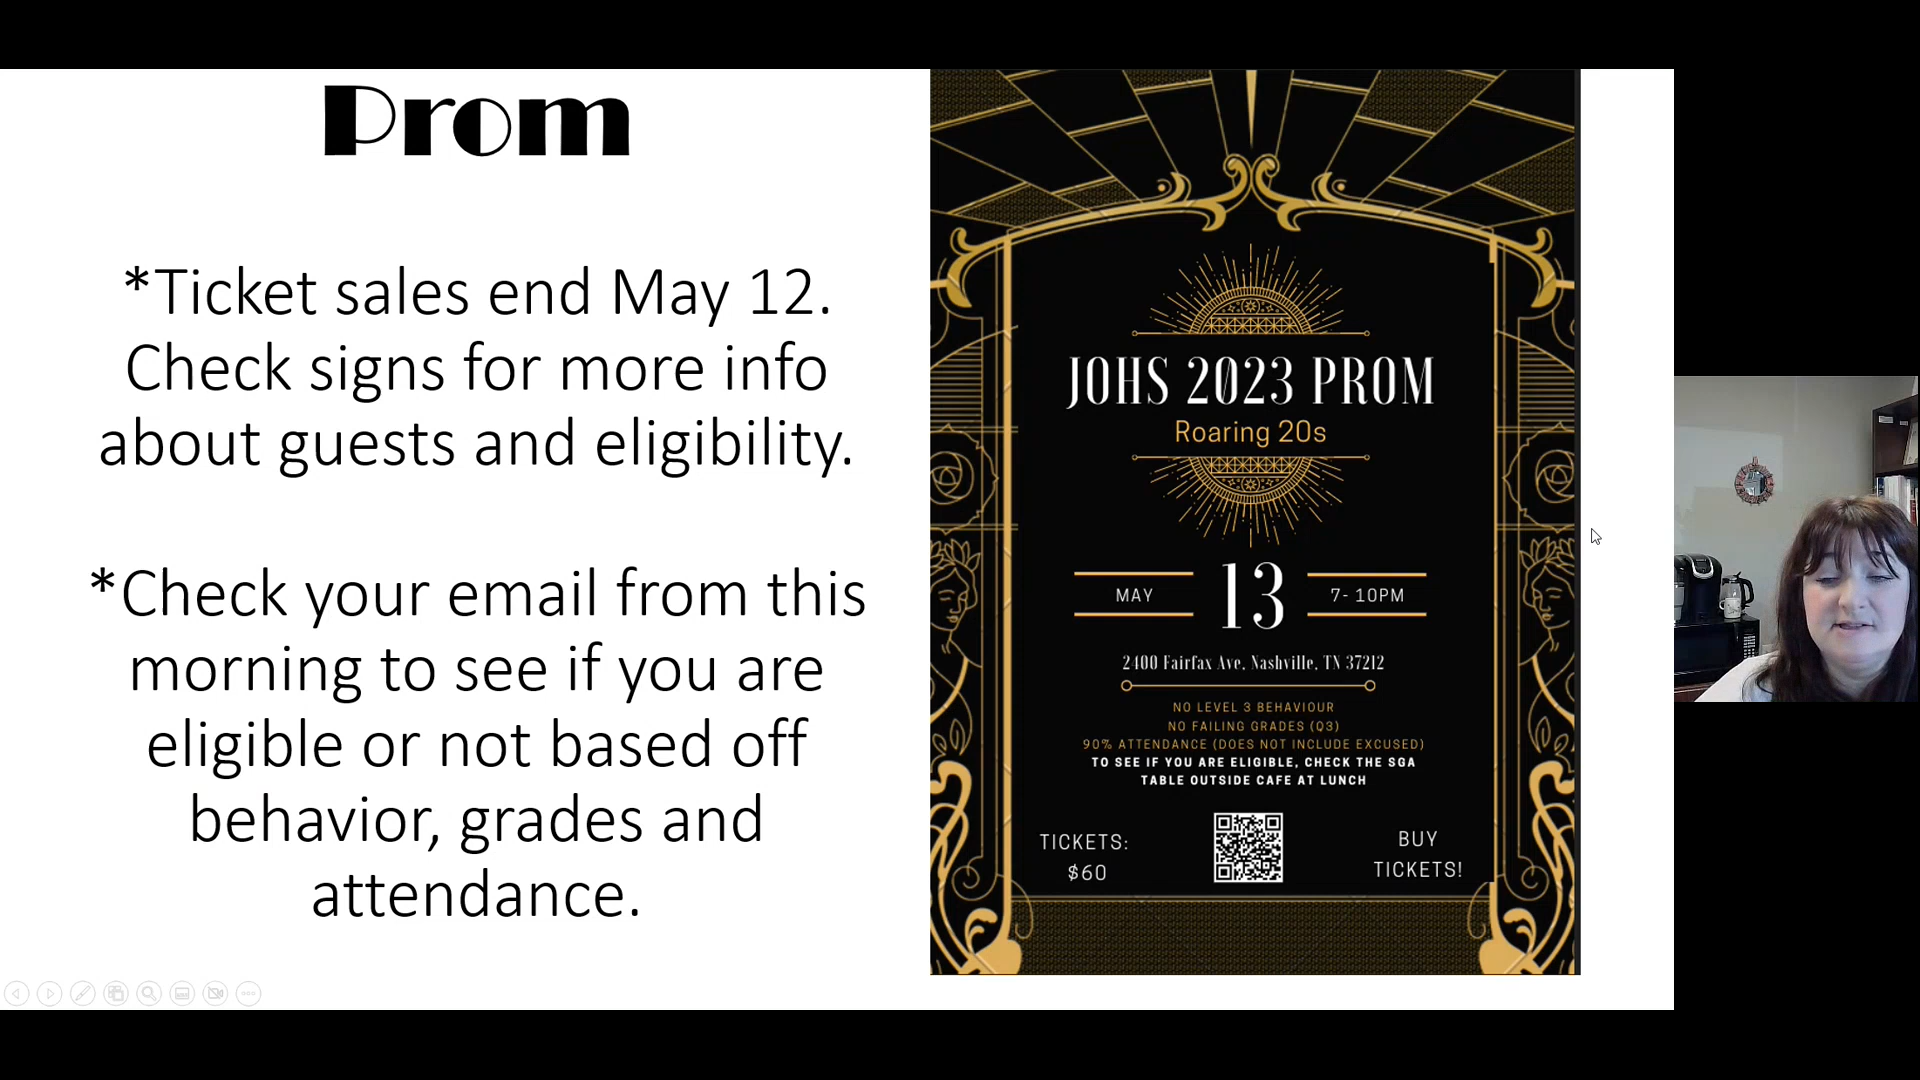 Prom
*Ticket sales end May 12.
Check signs for more info
about guests and eligibility.
*Check your email from this
morning to see if you are
eligible or not based off
behavior, grades and
attendance.
JOHS 2023 PROM
Roaring 20s
MAY
13
7- 10PM
2400 Fairfax Ave, Nashville, TN 37212
NO LEVEL 3 BEHAVIOUR
NO FAILING GRADES (Q3)
90% ATTENDANCE (DOES NOT INCLUDE EXCUSED)
TO SEE IF YOU ARE ELIGIBLE, CHECK THE SGA
TABLE OUTSIDE CAFE AT LUNCH
TICKETS:
$60
BUY
TICKETS!